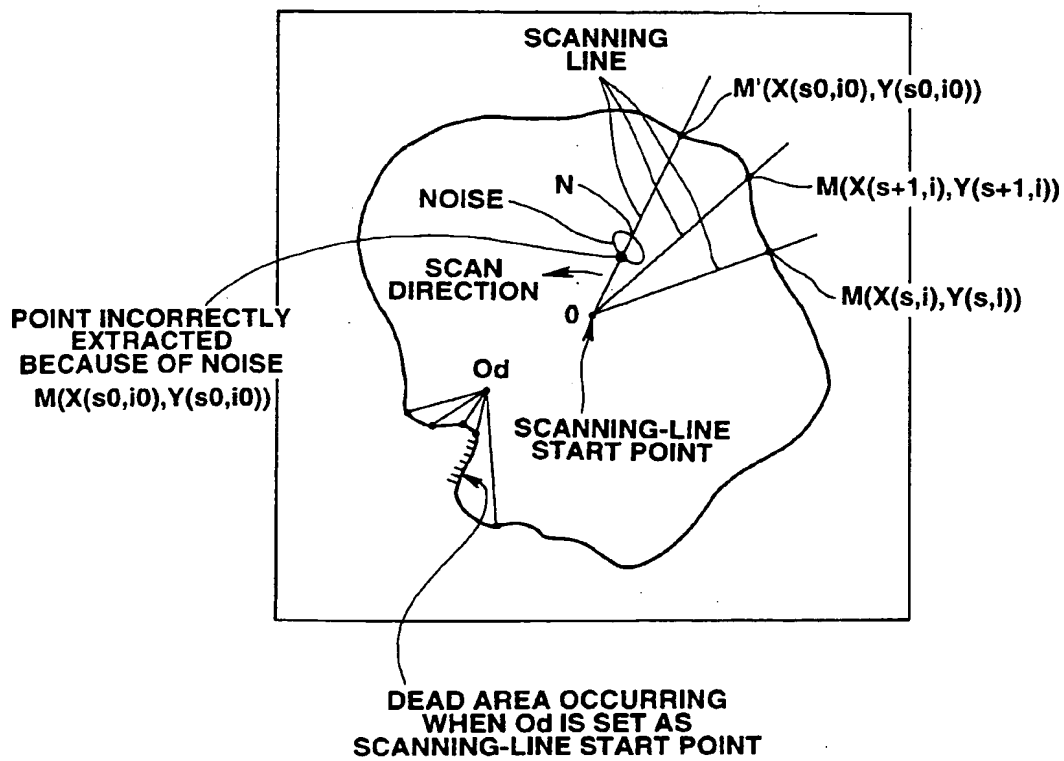 SCANNING
LINE
M'(X(s0,i0),Y(s0,i0))
N
M(X(s+1,i),Y(s+1,i))
NOISE
SCAN
DIRECTION
0
M(X(s,i),Y(s,i))
POINT INCORRECTLY
EXTRACTED
BECAUSE OF NOISE
M(X(s0,i0),Y(s0,i0))
Od
SCANNING-LINE
START POINT
DEAD AREA OCCURRING
WHEN Od IS SET AS
SCANNING-LINE START POINT